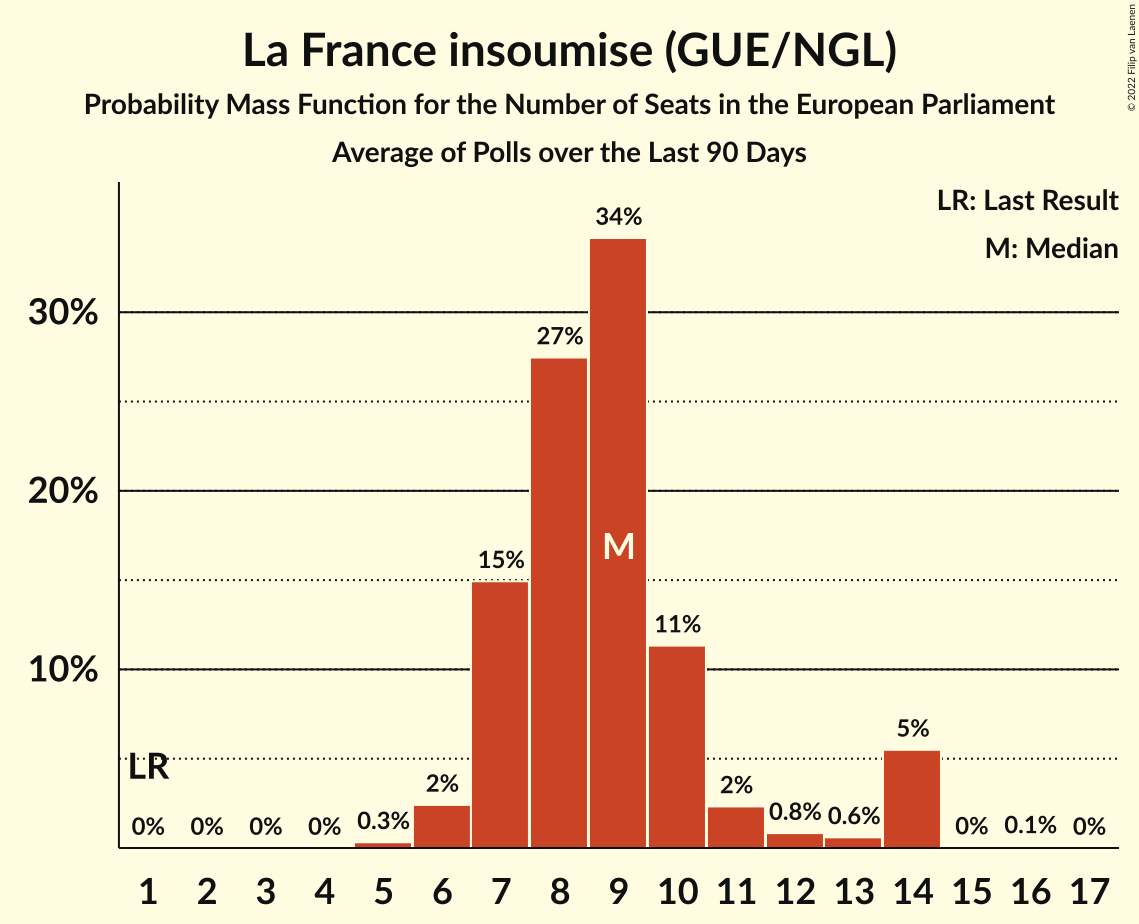 La France insoumise (GUE/NGL)
Probability Mass Function for the Number of Seats in the European Parliament
Average of Polls over the Last 90 Days
© 2022 Filip van Laenen
LR: Last Result
M: Median
34%
30%
27%
20%
M
15%
11%
10%
5%
LR
2%
2%
0.8%
0.6%
0.3%
0%
0%
0%
0%
0%
0.1%
0%
1 2 3 4 5 6 7 8 9 10 11 12 13 14 15 16 17